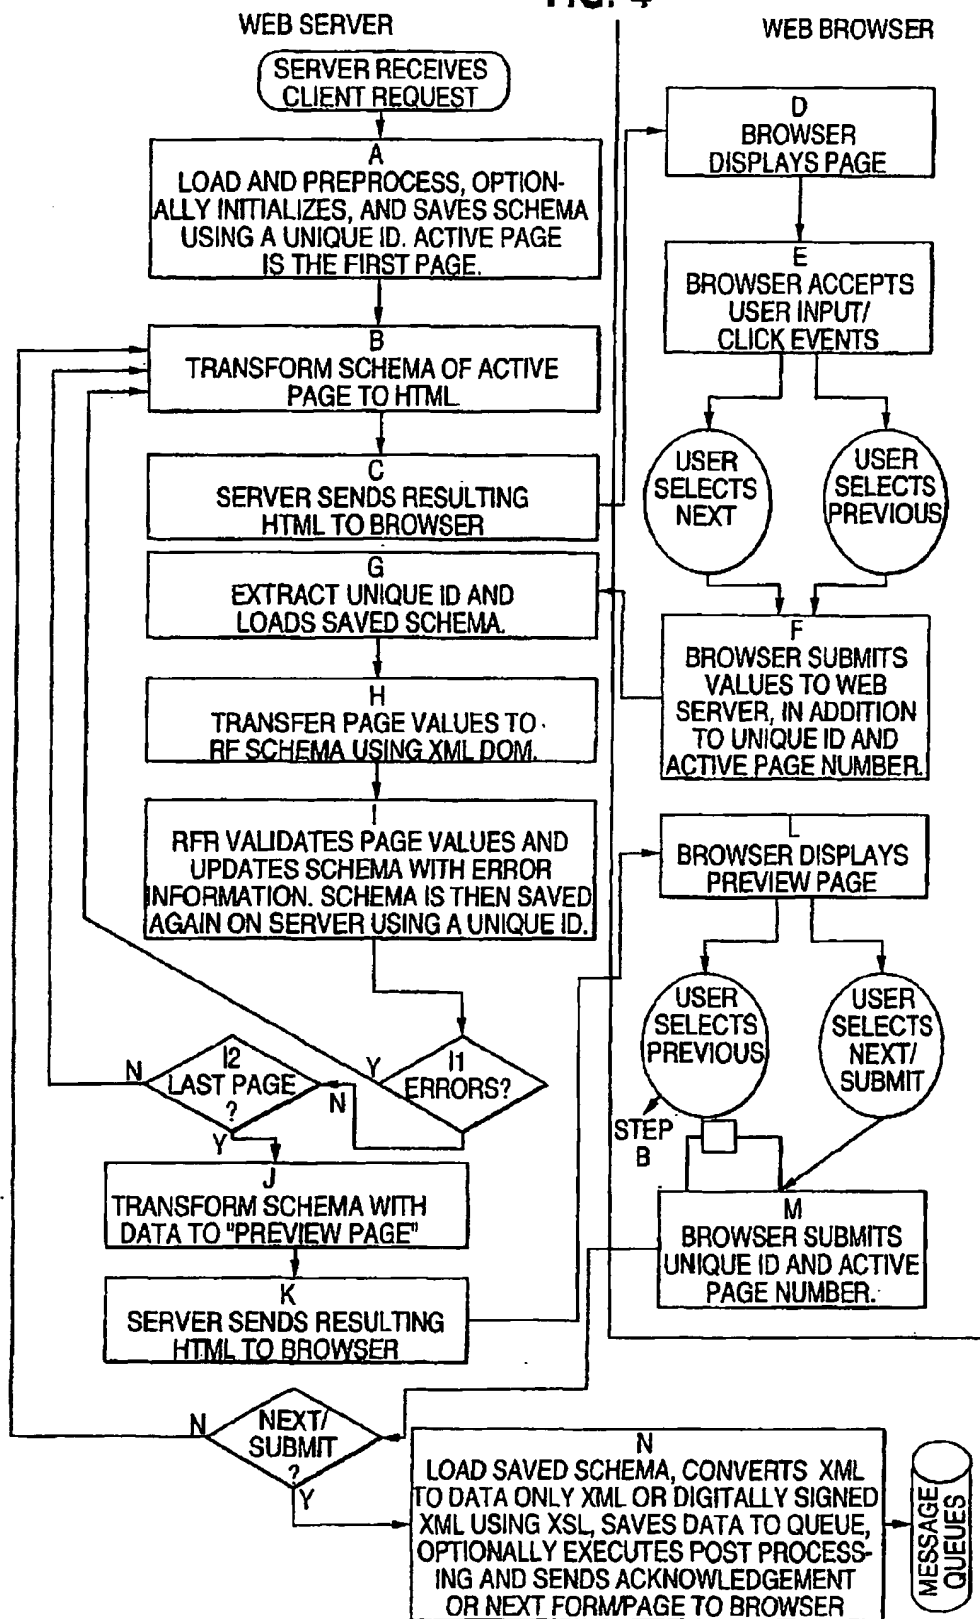 FIG. 4
WEB SERVER
WEB BROWSER
SERVER RECEIVES
CLIENT REQUEST
A
LOAD AND PREPROCESS, OPTION-
ALLY INITIALIZES, AND SAVES SCHEMA
USING A UNIQUE ID. ACTIVE PAGE
IS THE FIRST PAGE.
B
TRANSFORM SCHEMA OF ACTIVE
PAGE TO HTML
C
SERVER SENDS RESULTING
HTML TO BROWSER
D
BROWSER
DISPLAYS PAGE
E
BROWSER ACCEPTS
USER INPUT/
CLICK EVENTS
USER
SELECTS
NEXT
USER
SELECTS
PREVIOUS
F
BROWSER SUBMITS
VALUES TO WEB
SERVER, IN ADDITION
TO UNIQUE ID AND
ACTIVE PAGE NUMBER.
G
EXTRACT UNIQUE ID AND
LOADS SAVED SCHEMA.
H
TRANSFER PAGE VALUES TO
RF SCHEMA USING XML DOM.
I
RFR VALIDATES PAGE VALUES AND
UPDATES SCHEMA WITH ERROR
INFORMATION. SCHEMA IS THEN SAVED
AGAIN ON SERVER USING A UNIQUE ID.
I1
ERRORS?
Y
N
I2
LAST PAGE
?
N
Y
J
TRANSFORM SCHEMA WITH
DATA TO "PREVIEW PAGE"
K
SERVER SENDS RESULTING
HTML TO BROWSER
L
BROWSER DISPLAYS
PREVIEW PAGE
USER
SELECTS
PREVIOUS
STEP
B
USER
SELECTS
NEXT/
SUBMIT
M
BROWSER SUBMITS
UNIQUE ID AND ACTIVE
PAGE NUMBER.
NEXT/
SUBMIT
?
N
Y
N
LOAD SAVED SCHEMA, CONVERTS XML
TO DATA ONLY XML OR DIGITALLY SIGNED
XML USING XSL, SAVES DATA TO QUEUE,
OPTIONALLY EXECUTES POST PROCESS-
ING AND SENDS ACKNOWLEDGEMENT
OR NEXT FORM/PAGE TO BROWSER
MESSAGE
QUEUES